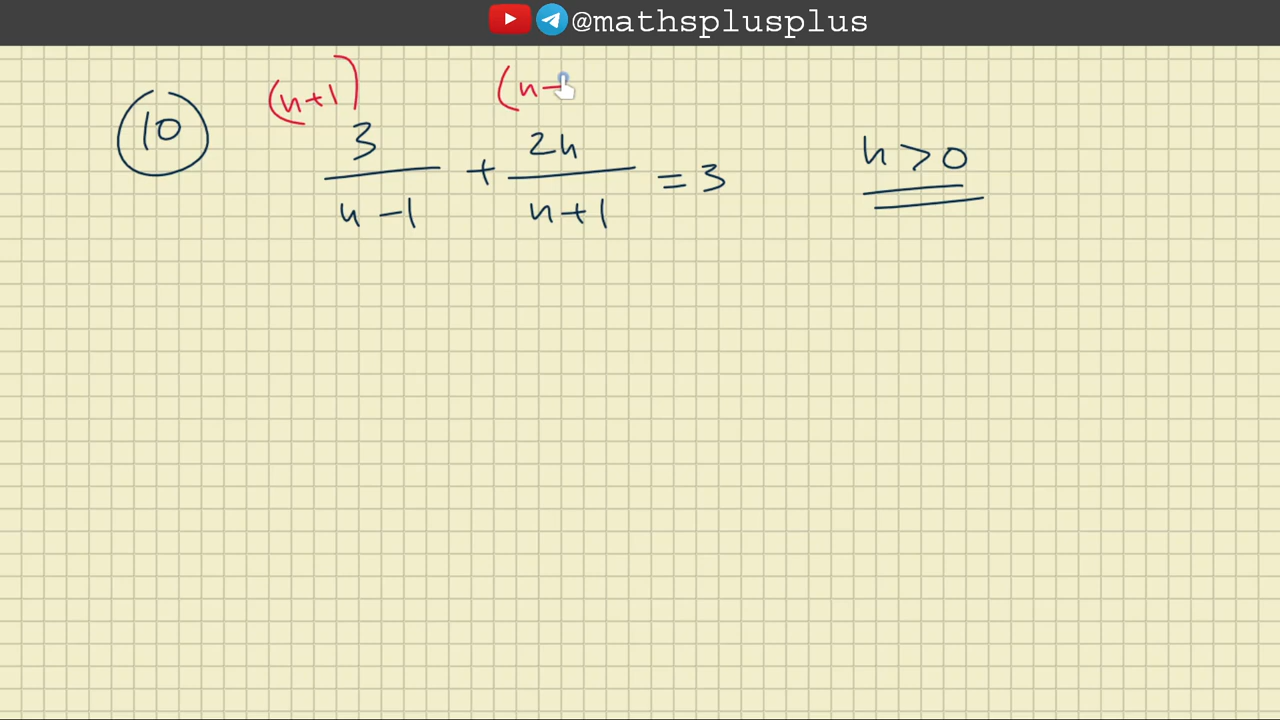 @mathsplusplus
(n+1) (n-
10 3/(n-1) + 2n/(n+1) = 3 n>0